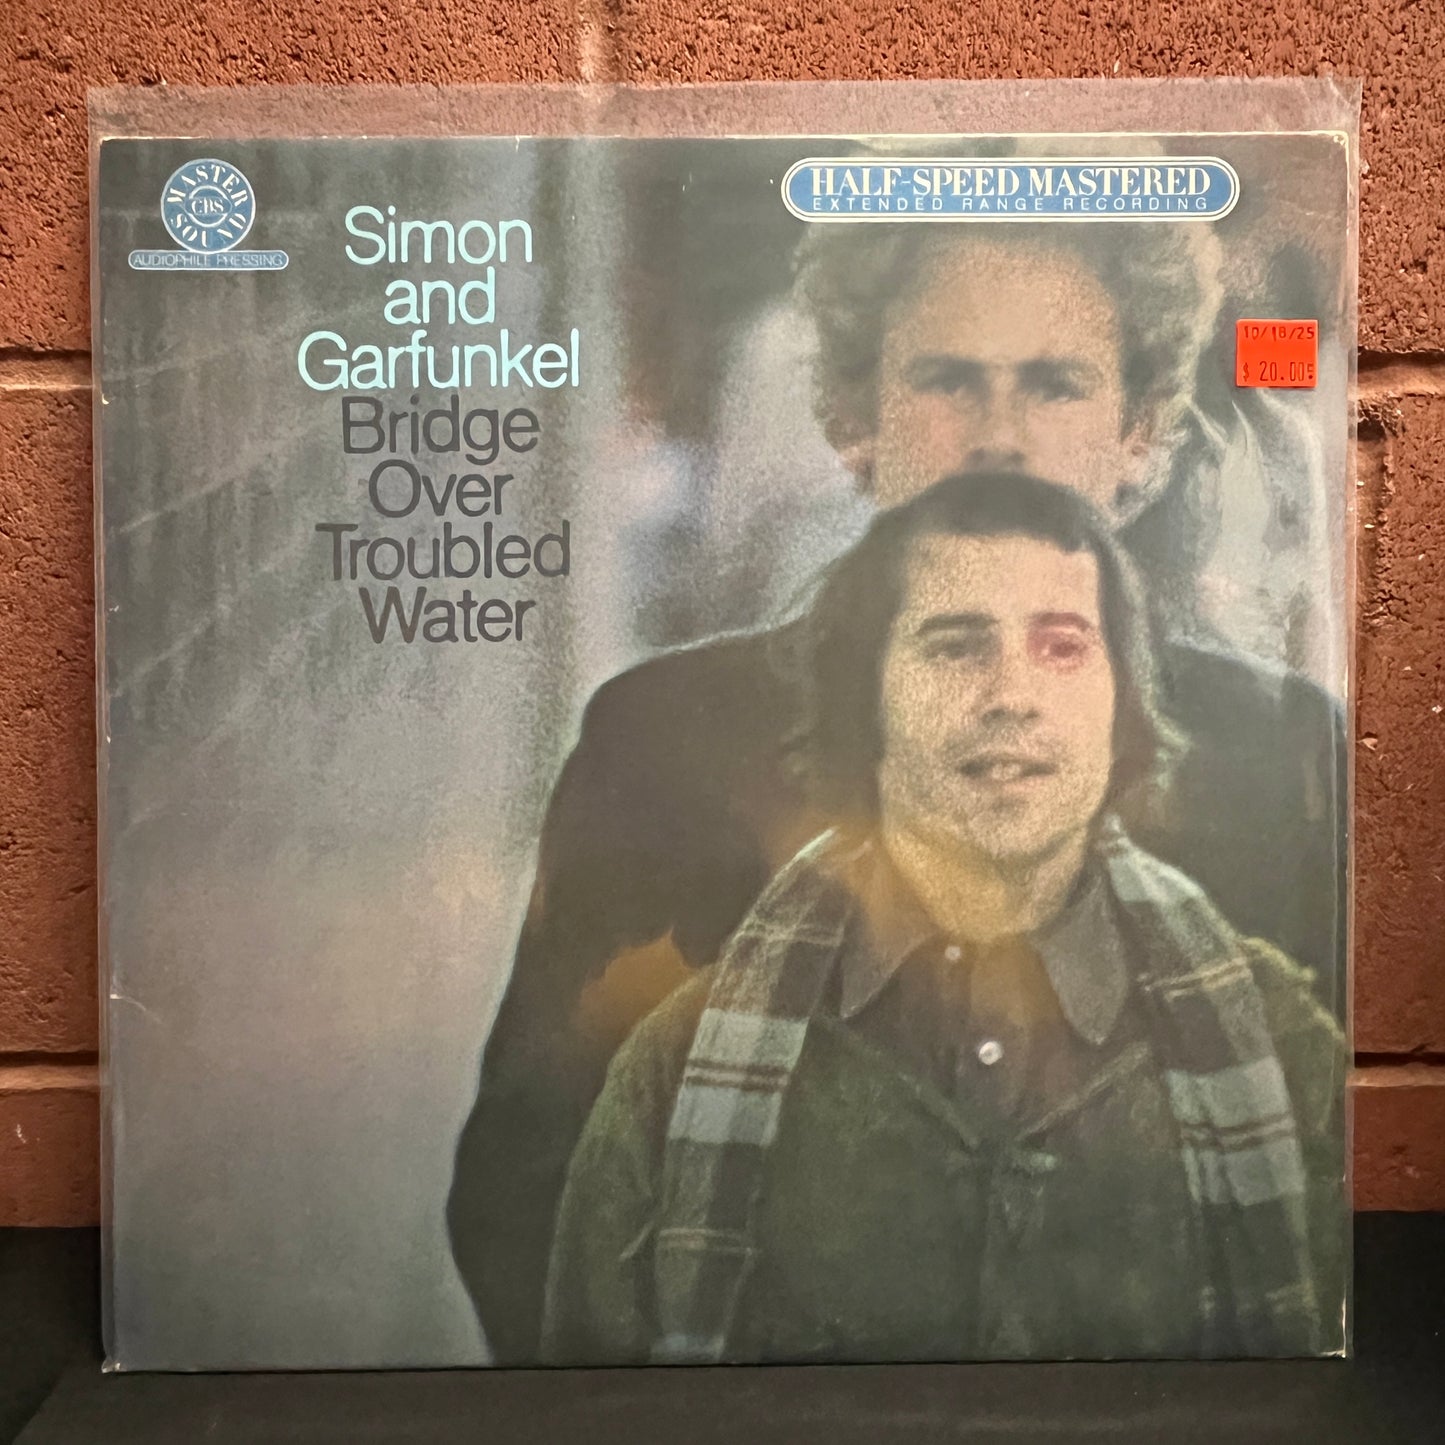 MASTER
CBS
SOUND
AUDIOPHILE PRESSING
HALF-SPEED MASTERED
EXTENDED RANGE RECORDING
Simon
and
Garfunkel
Bridge
Over
Troubled
Water
10/18/25
$ 20.00